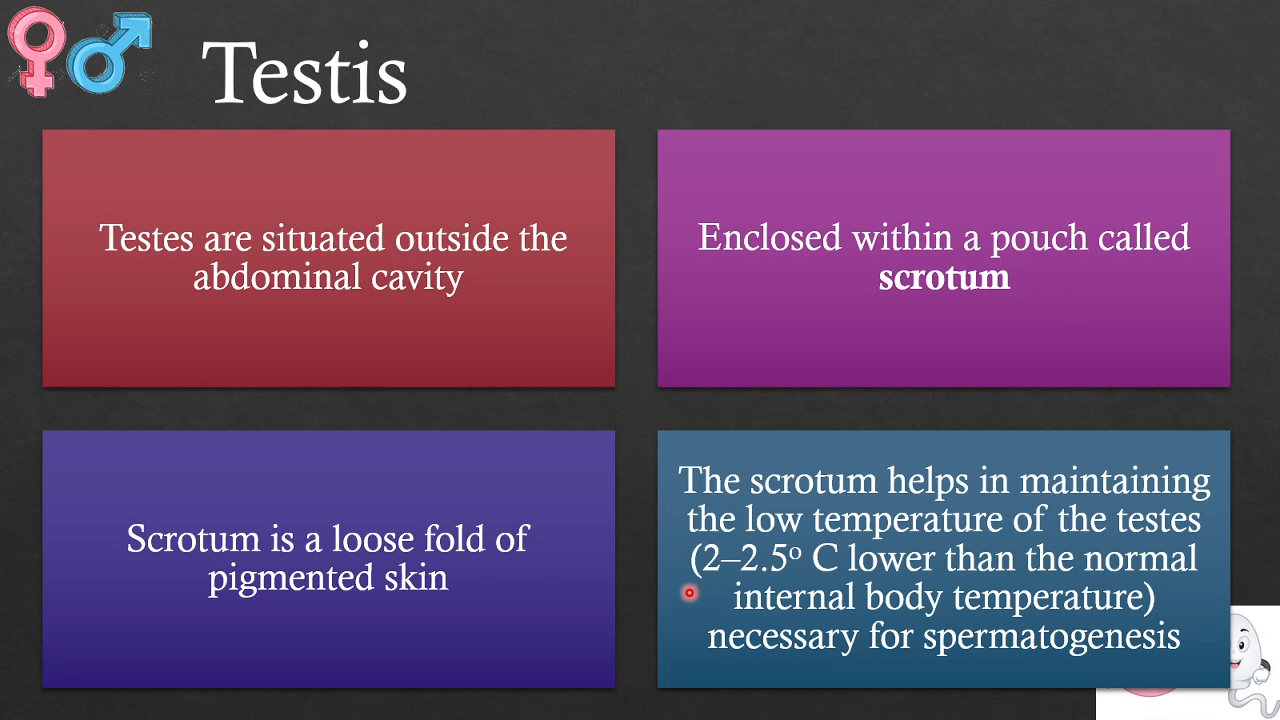 Testis
Testes are situated outside the
abdominal cavity
Enclosed within a pouch called
scrotum
Scrotum is a loose fold of
pigmented skin
The scrotum helps in maintaining
the low temperature of the testes
(2–2.5º C lower than the normal
internal body temperature)
necessary for spermatogenesis